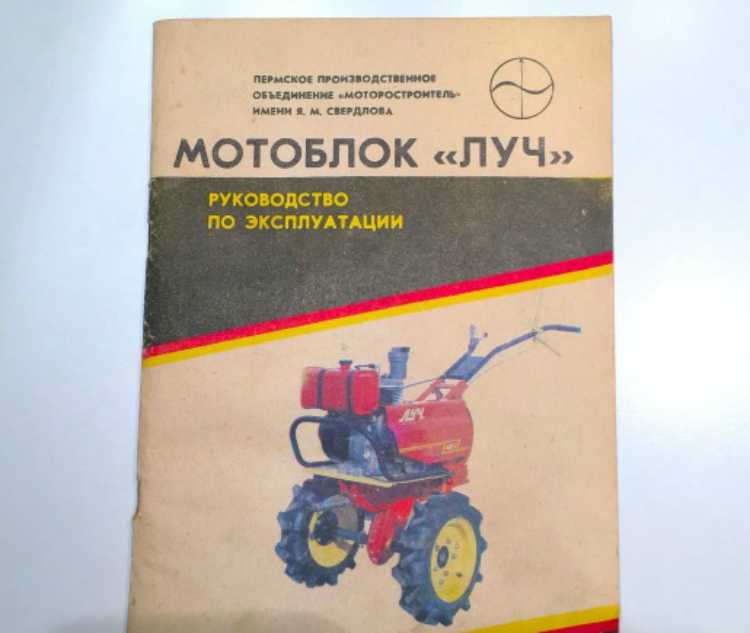 ПЕРМСКОЕ ПРОИЗВОДСТВЕННОЕ
ОБЪЕДИНЕНИЕ «МОТОРОСТРОИТЕЛЬ»
ИМЕНИ Я. М. СВЕРДЛОВА
МОТОБЛОК «ЛУЧ»
РУКОВОДСТВО
ПО ЭКСПЛУАТАЦИИ
ЛУЧ